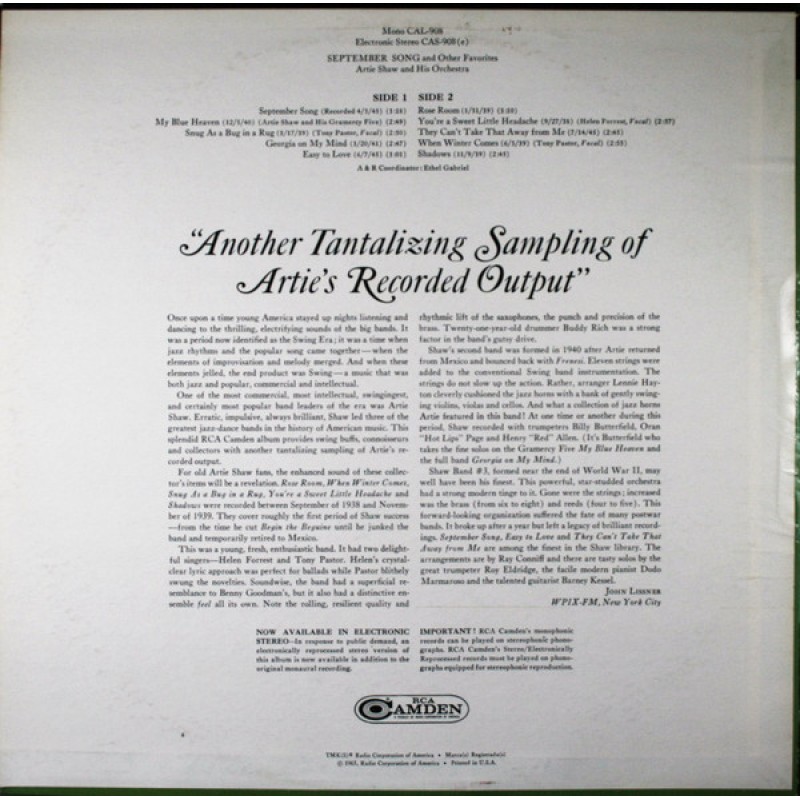 Mono CAL-908
Electronic Stereo CAS-908(e)
SEPTEMBER SONG and Other Favorites
Artie Shaw and His Orchestra
SIDE 1
September Song (Recorded 4/5/45) (3:28)
My Blue Heaven (12/5/40) (Artie Shaw and His Gramercy Five) (2:49)
Snug As a Bug in a Rug (3/17/39) (Tony Pastor, Vocal) (2:50)
Georgia on My Mind (3/20/41) (2:47)
Easy to Love (6/7/45) (3:01)
SIDE 2
Rose Room (1/31/39) (3:20)
You're a Sweet Little Headache (9/27/38) (Helen Forrest, Vocal) (2:57)
They Can't Take That Away from Me (7/14/45) (2:41)
When Winter Comes (6/5/39) (Tony Pastor, Vocal) (2:55)
Shadows (11/9/39) (2:45)
A & R Coordinator: Ethel Gabriel
"Another Tantalizing Sampling of
Artie's Recorded Output"
Once upon a time young America stayed up nights listening and
dancing to the thrilling, electrifying sounds of the big bands. It
was a period now identified as the Swing Era; it was a time when
jazz rhythms and the popular song came together—when the
elements of improvisation and melody merged. And when these
elements jelled, the end product was Swing—a music that was
both jazz and popular, commercial and intellectual.
One of the most commercial, most intellectual, swingingest,
and certainly most popular band leaders of the era was Artie
Shaw. Erratic, impulsive, always brilliant, Shaw led three of the
greatest jazz-dance bands in the history of American music. This
splendid RCA Camden album provides swing buffs, connoisseurs
and collectors with another tantalizing sampling of Artie's re-
corded output.
For old Artie Shaw fans, the enhanced sound of these collec-
tor's items will be a revelation. Rose Room, When Winter Comes,
Snug As a Bug in a Rug, You're a Sweet Little Headache and
Shadows were recorded between September of 1938 and Novem-
ber of 1939. They cover roughly the first period of Shaw success
—from the time he cut Begin the Beguine until he junked the
band and temporarily retired to Mexico.
This was a young, fresh, enthusiastic band. It had two delight-
ful singers—Helen Forrest and Tony Pastor. Helen's crystal-
clear lyric approach was perfect for ballads while Pastor blithely
swung the novelties. Soundwise, the band had a superficial re-
semblance to Benny Goodman's, but it also had a distinctive en-
semble feel all its own. Note the rolling, resilient quality and
rhythmic lift of the saxophones, the punch and precision of the
brass. Twenty-one-year-old drummer Buddy Rich was a strong
factor in the band's gutsy drive.
Shaw's second band was formed in 1940 after Artie returned
from Mexico and bounced back with Frenesi. Eleven strings were
added to the conventional Swing band instrumentation. The
strings do not slow up the action. Rather, arranger Lennie Hay-
ton cleverly cushioned the jazz horns with a bank of gently swing-
ing violins, violas and cellos. And what a collection of jazz horns
Artie featured in this band! At one time or another during this
period, Shaw recorded with trumpeters Billy Butterfield, Oran
"Hot Lips" Page and Henry "Red" Allen. (It's Butterfield who
takes the fine solos on the Gramercy Five My Blue Heaven and
the full band Georgia on My Mind.)
Shaw Band #3, formed near the end of World War II, may
well have been his finest. This powerful, star-studded orchestra
had a strong modern tinge to it. Gone were the strings; increased
was the brass (from six to eight) and reeds (four to five). This
forward-looking organization suffered the fate of many postwar
bands. It broke up after a year but left a legacy of brilliant record-
ings. September Song, Easy to Love and They Can't Take That
Away from Me are among the finest in the Shaw library. The
arrangements are by Ray Conniff and there are tasty solos by the
great trumpeter Roy Eldridge, the facile modern pianist Dodo
Marmarosa and the talented guitarist Barney Kessel.
John Lissner
WPIX-FM, New York City
NOW AVAILABLE IN ELECTRONIC
STEREO—In response to public demand, an
electronically reprocessed stereo version of
this album is now available in addition to the
original monaural recording.
IMPORTANT! RCA Camden's monophonic
records can be played on stereophonic phono-
graphs. RCA Camden's Stereo/Electronically
Reprocessed records must be played on phono-
graphs equipped for stereophonic reproduction.
RCA
CAMDEN
TMK(S)® Radio Corporation of America • Marca(s) Registrada(s)
© 1965, Radio Corporation of America • Printed in U.S.A.